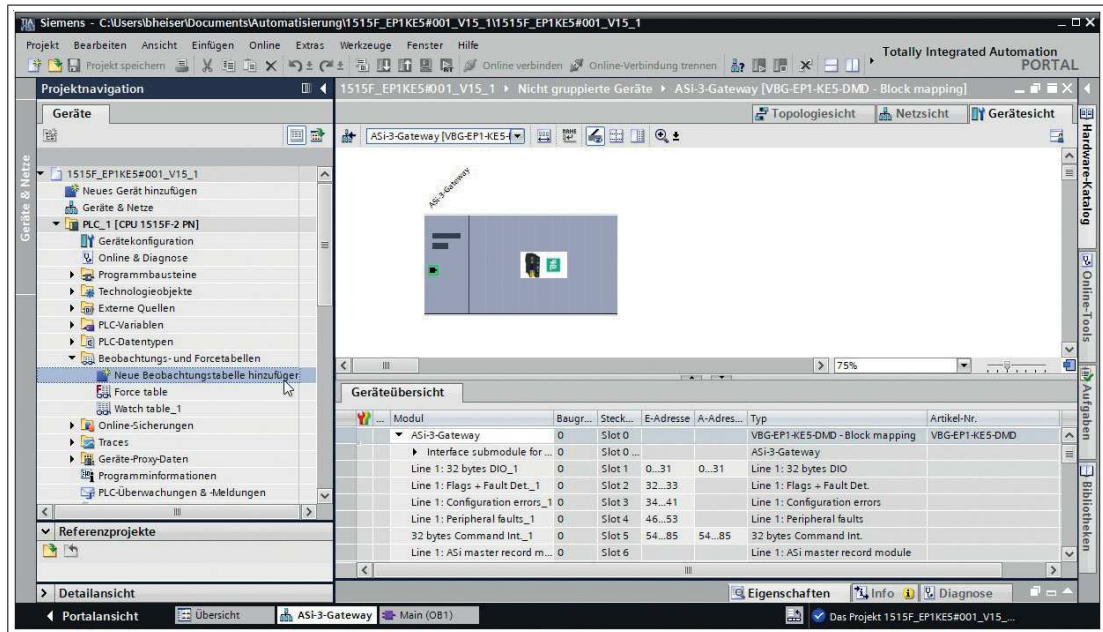 Siemens - C:\Users\bheiser\Documents\Automatisierung\1515F_EP1KE5#001_V15_1\1515F_EP1KE5#001_V15_1
Projekt Bearbeiten Ansicht Einfügen Online Extras Werkzeuge Fenster Hilfe
Totally Integrated Automation
PORTAL
Projekt speichern Online verbinden Online-Verbindung trennen
Projektnavigation
1515F_EP1KE5#001_V15_1 Nicht gruppierte Geräte ASi-3-Gateway [VBG-EP1-KE5-DMD - Block mapping]
Geräte
Topologiesicht Netzsicht Gerätesicht
ASi-3-Gateway [VBG-EP1-KE5-
Geräte & Netze
1515F_EP1KE5#001_V15_1
Neues Gerät hinzufügen
Geräte & Netze
PLC_1 [CPU 1515F-2 PN]
Gerätekonfiguration
Online & Diagnose
Programmbausteine
Technologieobjekte
Externe Quellen
PLC-Variablen
PLC-Datentypen
Beobachtungs- und Forcetabellen
Neue Beobachtungstabelle hinzufügen
Force table
Watch table_1
Online-Sicherungen
Traces
Geräte-Proxy-Daten
Programminformationen
PLC-Überwachungen & -Meldungen
Referenzprojekte
Detailansicht
ASi-3-Gateway
75%
Geräteübersicht
... Modul Baugr... Steck... E-Adresse A-Adres... Typ Artikel-Nr.
ASi-3-Gateway 0 Slot 0 VBG-EP1-KE5-DMD - Block mapping VBG-EP1-KE5-DMD
Interface submodule for ... 0 Slot 0 ... ASi-3-Gateway
Line 1: 32 bytes DIO_1 0 Slot 1 0...31 0...31 Line 1: 32 bytes DIO
Line 1: Flags + Fault Det._1 0 Slot 2 32...33 Line 1: Flags + Fault Det.
Line 1: Configuration errors_1 0 Slot 3 34...41 Line 1: Configuration errors
Line 1: Peripheral faults_1 0 Slot 4 46...53 Line 1: Peripheral faults
32 bytes Command Int._1 0 Slot 5 54...85 54...85 32 bytes Command Int.
Line 1: ASi master record m... 0 Slot 6 Line 1: ASi master record module
Hardware-Katalog
Online-Tools
Aufgaben
Bibliotheken
Eigenschaften Info Diagnose
Portalansicht Übersicht ASi-3-Gateway Main (OB1)
Das Projekt 1515F_EP1KE5#001_V15_...